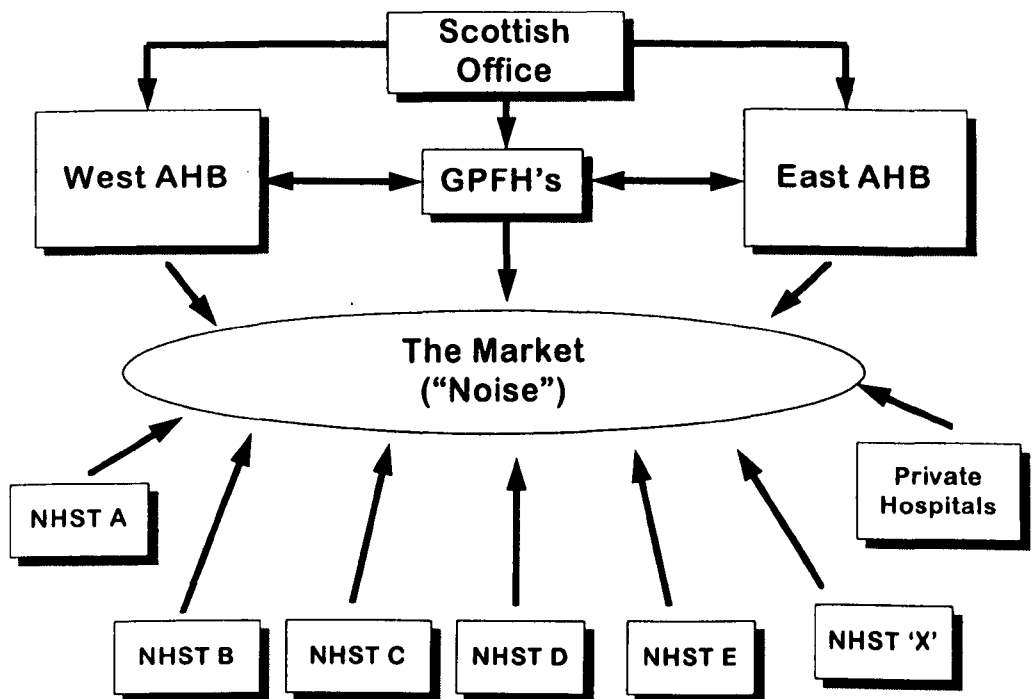 Scottish
Office
West AHB
GPFH's
East AHB
The Market
(“Noise”)
Private
Hospitals
NHST A
NHST B
NHST C
NHST D
NHST E
NHST ‘X’